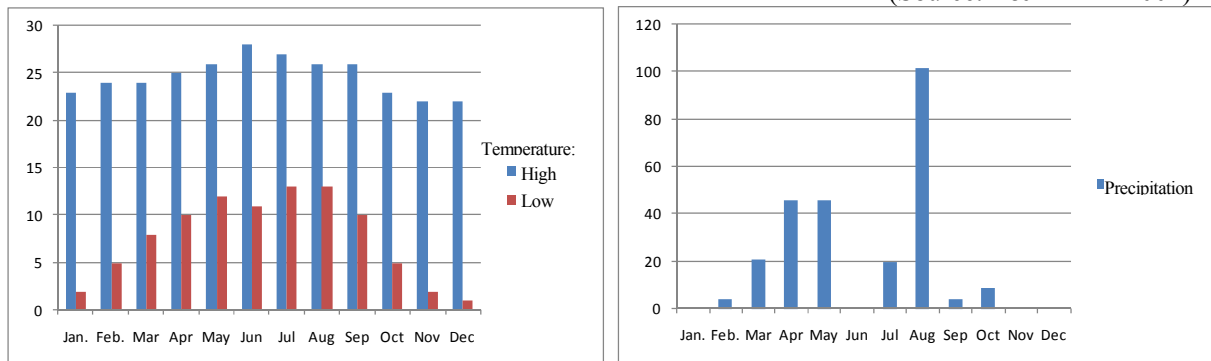 30
25
20
15
10
5
0
Jan. Feb. Mar Apr May Jun Jul Aug Sep Oct Nov Dec
Temperature:
High
Low
120
100
80
60
40
20
0
Jan. Feb. Mar Apr May Jun Jul Aug Sep Oct Nov Dec
Precipitation